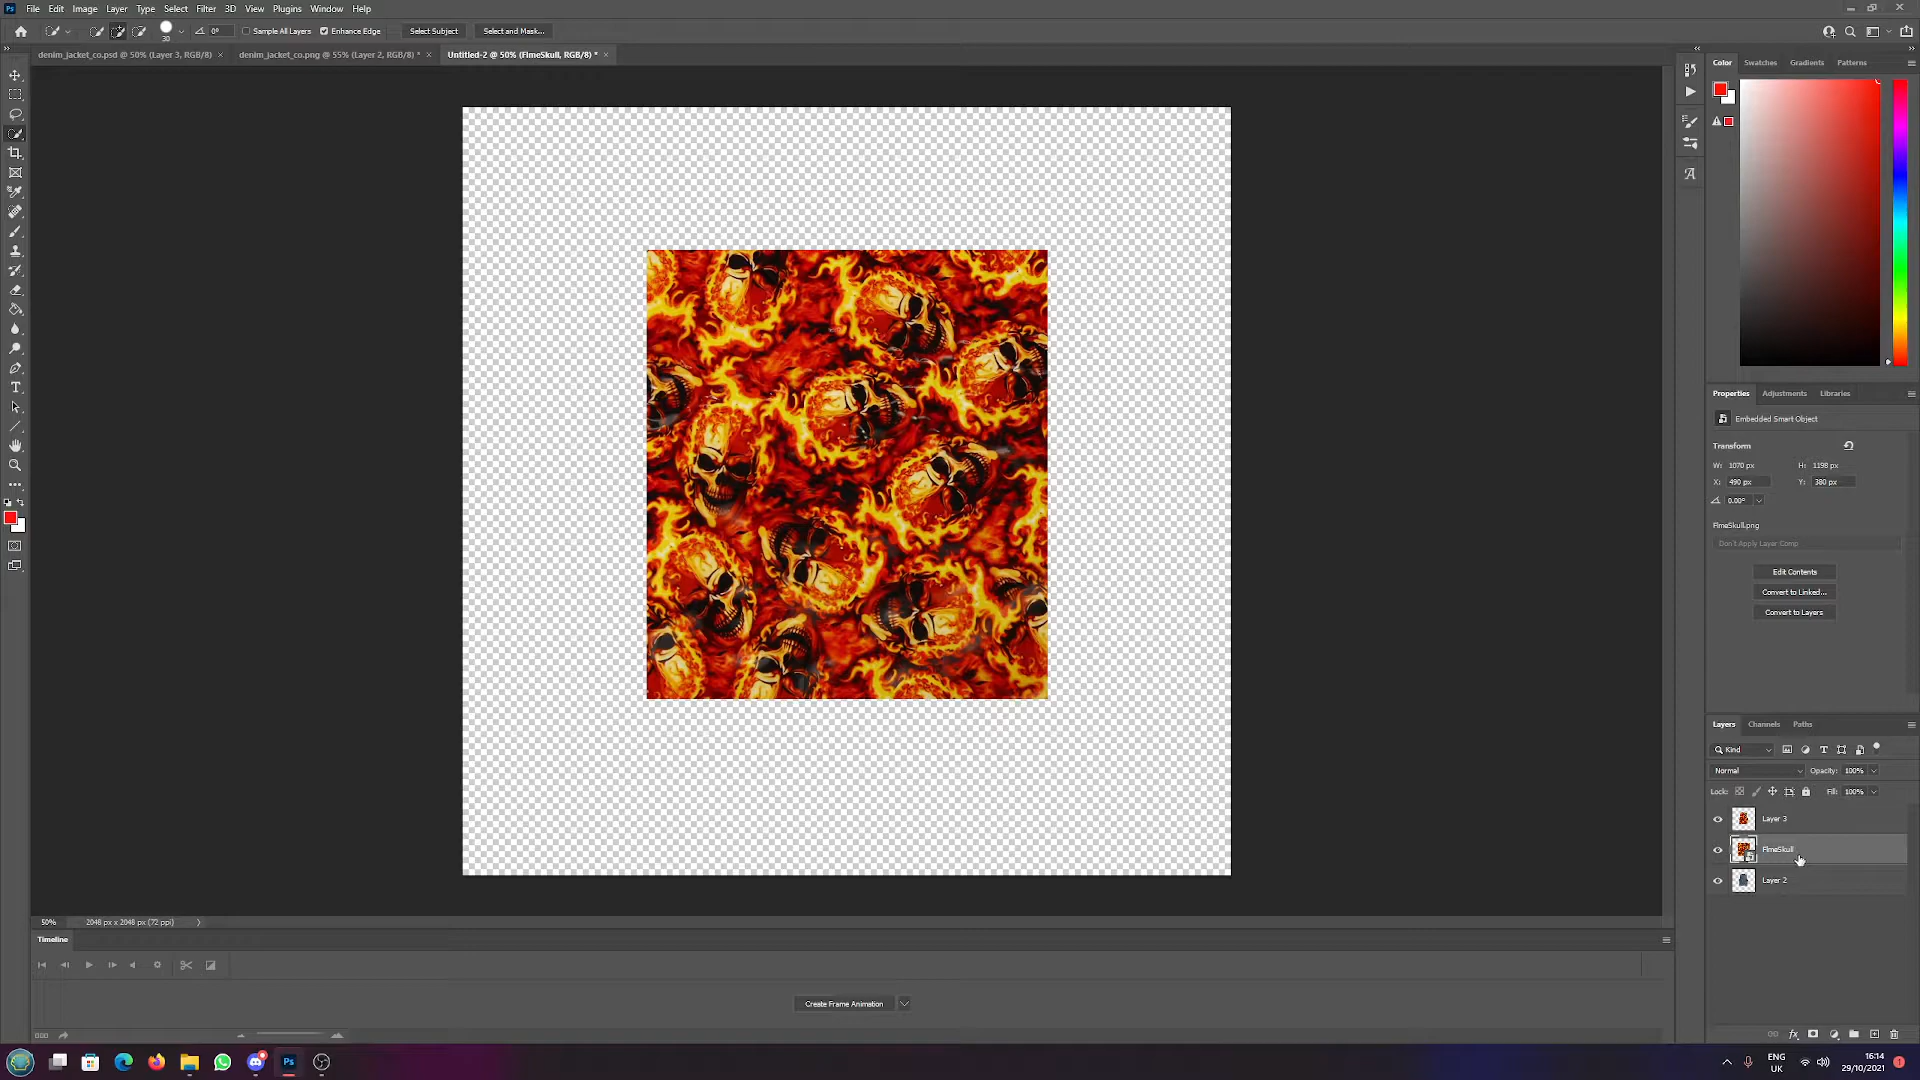 Ps File Edit Image Layer Type Select Filter 3D View Plugins Window Help
30 0° Sample All Layers Enhance Edge Select Subject Select and Mask...
denim_jacket_co.psd @ 50% (Layer 3, RGB/8) × denim_jacket_co.png @ 55% (Layer 2, RGB/8) * × Untitled-2 @ 50% (FlmeSkull, RGB/8) * ×
Color Swatches Gradients Patterns
Properties Adjustments Libraries
Embedded Smart Object
Transform
W: 1070 px H: 1198 px
X: 490 px Y: 380 px
0.00°
FlmeSkull.png
Don't Apply Layer Comp
Edit Contents
Convert to Linked...
Convert to Layers
Layers Channels Paths
Kind
Normal Opacity: 100%
Lock: Fill: 100%
Layer 3
FlmeSkull
Layer 2
50% 2048 px x 2048 px (72 ppi)
Timeline
Create Frame Animation
Ps
ENG
UK
16:14
29/10/2021
1